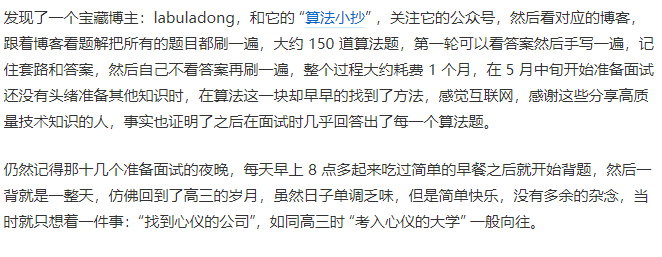 发现了一个宝藏博主：labuladong，和它的 “算法小抄” ，关注它的公众号，然后看对应的博客，
跟着博客看题解把所有的题目都刷一遍，大约 150 道算法题，第一轮可以看答案然后手写一遍，记
住套路和答案，然后自己不看答案再刷一遍，整个过程大约耗费 1 个月，在 5 月中旬开始准备面试
还没有头绪准备其他知识时，在算法这一块却早早的找到了方法，感觉互联网，感谢这些分享高质
量技术知识的人，事实也证明了之后在面试时几乎回答出了每一个算法题。
仍然记得那十几个准备面试的夜晚，每天早上 8 点多起来吃过简单的早餐之后就开始背题，然后一
背就是一整天，仿佛回到了高三的岁月，虽然日子单调乏味，但是简单快乐，没有多余的杂念，当
时就只想着一件事：“找到心仪的公司”，如同高三时 “考入心仪的大学” 一般向往。